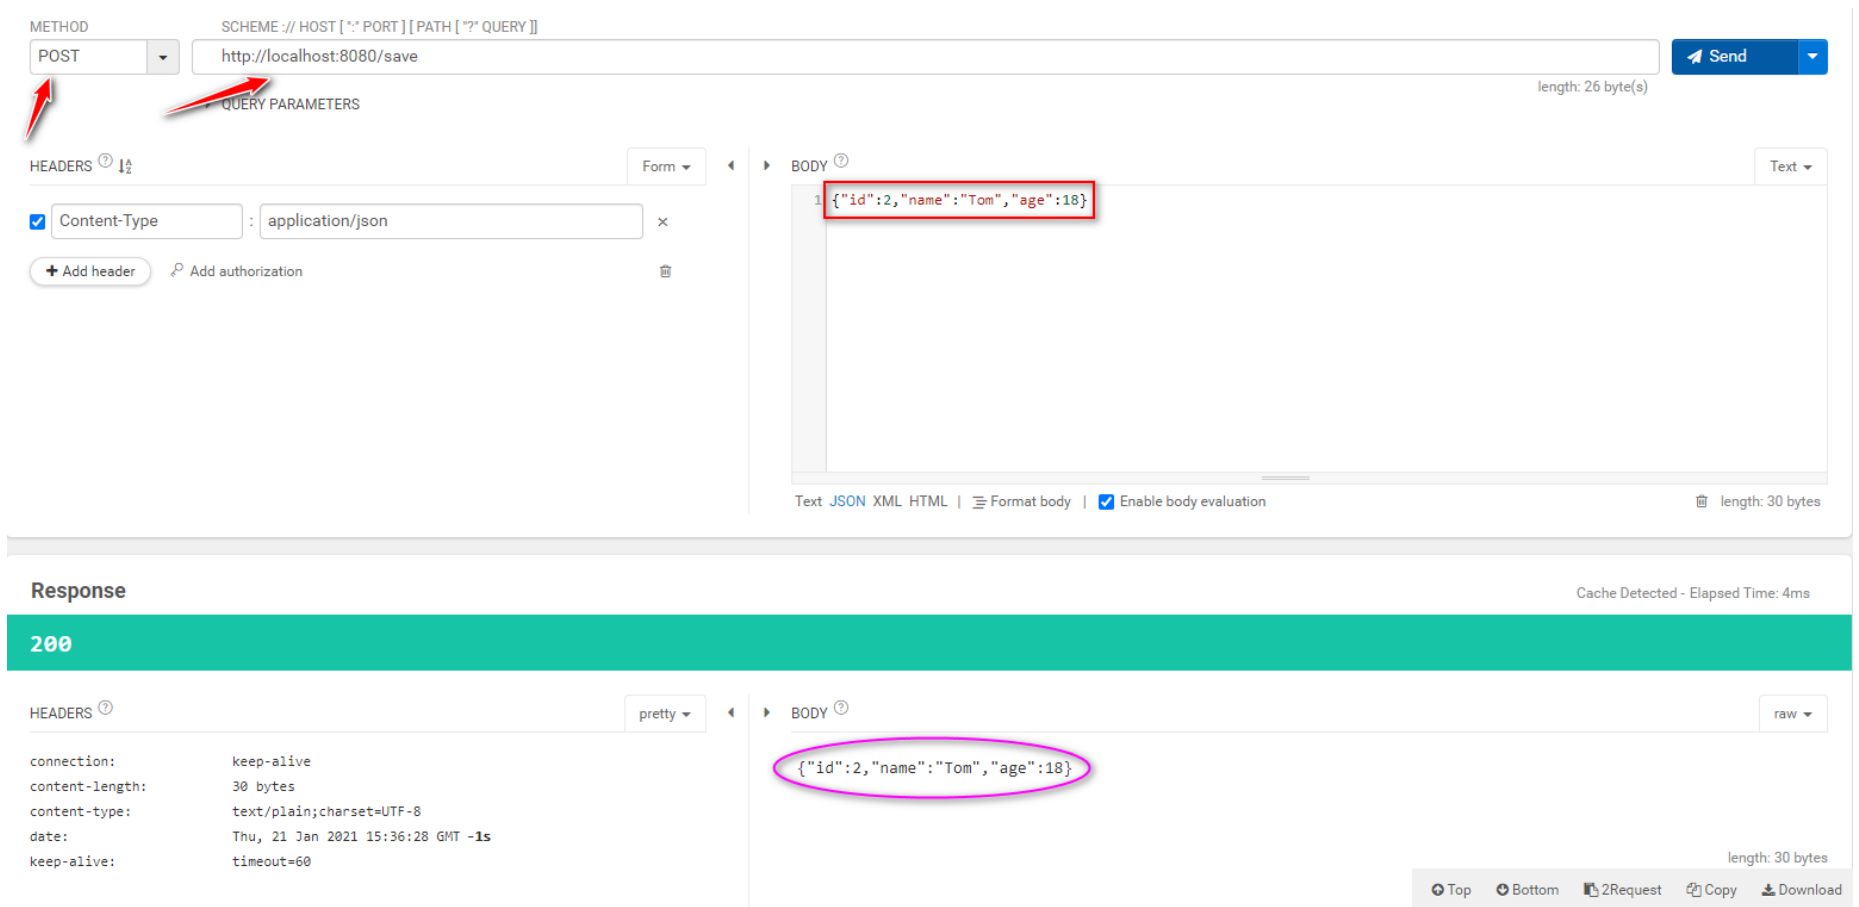 METHOD
SCHEME :// HOST [ ":" PORT ] [ PATH [ "?" QUERY ]]
POST
http://localhost:8080/save
Send
length: 26 byte(s)
QUERY PARAMETERS
HEADERS
Form
BODY
Text
Content-Type : application/json
1 {"id":2,"name":"Tom","age":18}
Add header
Add authorization
Text JSON XML HTML | Format body | Enable body evaluation
length: 30 bytes
Response
Cache Detected - Elapsed Time: 4ms
200
HEADERS
pretty
BODY
raw
connection: keep-alive
content-length: 30 bytes
content-type: text/plain;charset=UTF-8
date: Thu, 21 Jan 2021 15:36:28 GMT -1s
keep-alive: timeout=60
{"id":2,"name":"Tom","age":18}
length: 30 bytes
Top Bottom 2Request Copy Download